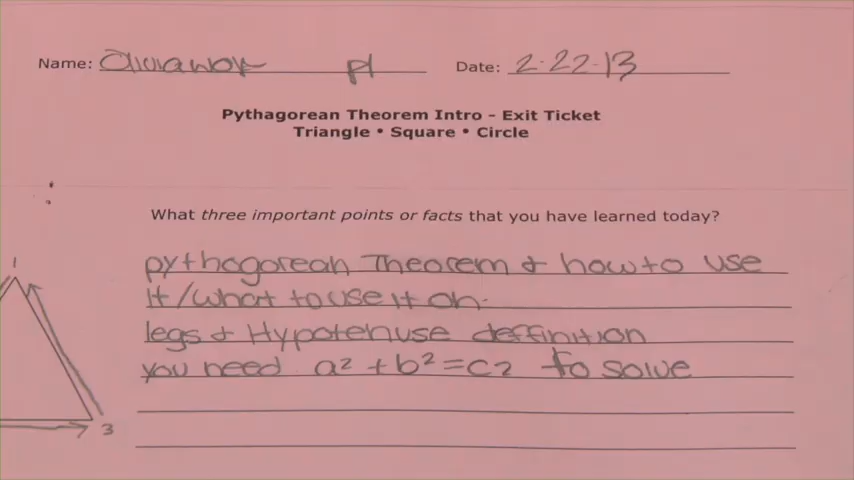 Name: p1 Date: 2-22-13
Pythagorean Theorem Intro - Exit Ticket
Triangle • Square • Circle
What three important points or facts that you have learned today?
pythagorean Theorem & how to use
it/what to use it on.
legs & Hypotenuse deffinition
you need a² + b² = c2 to solve
1
3